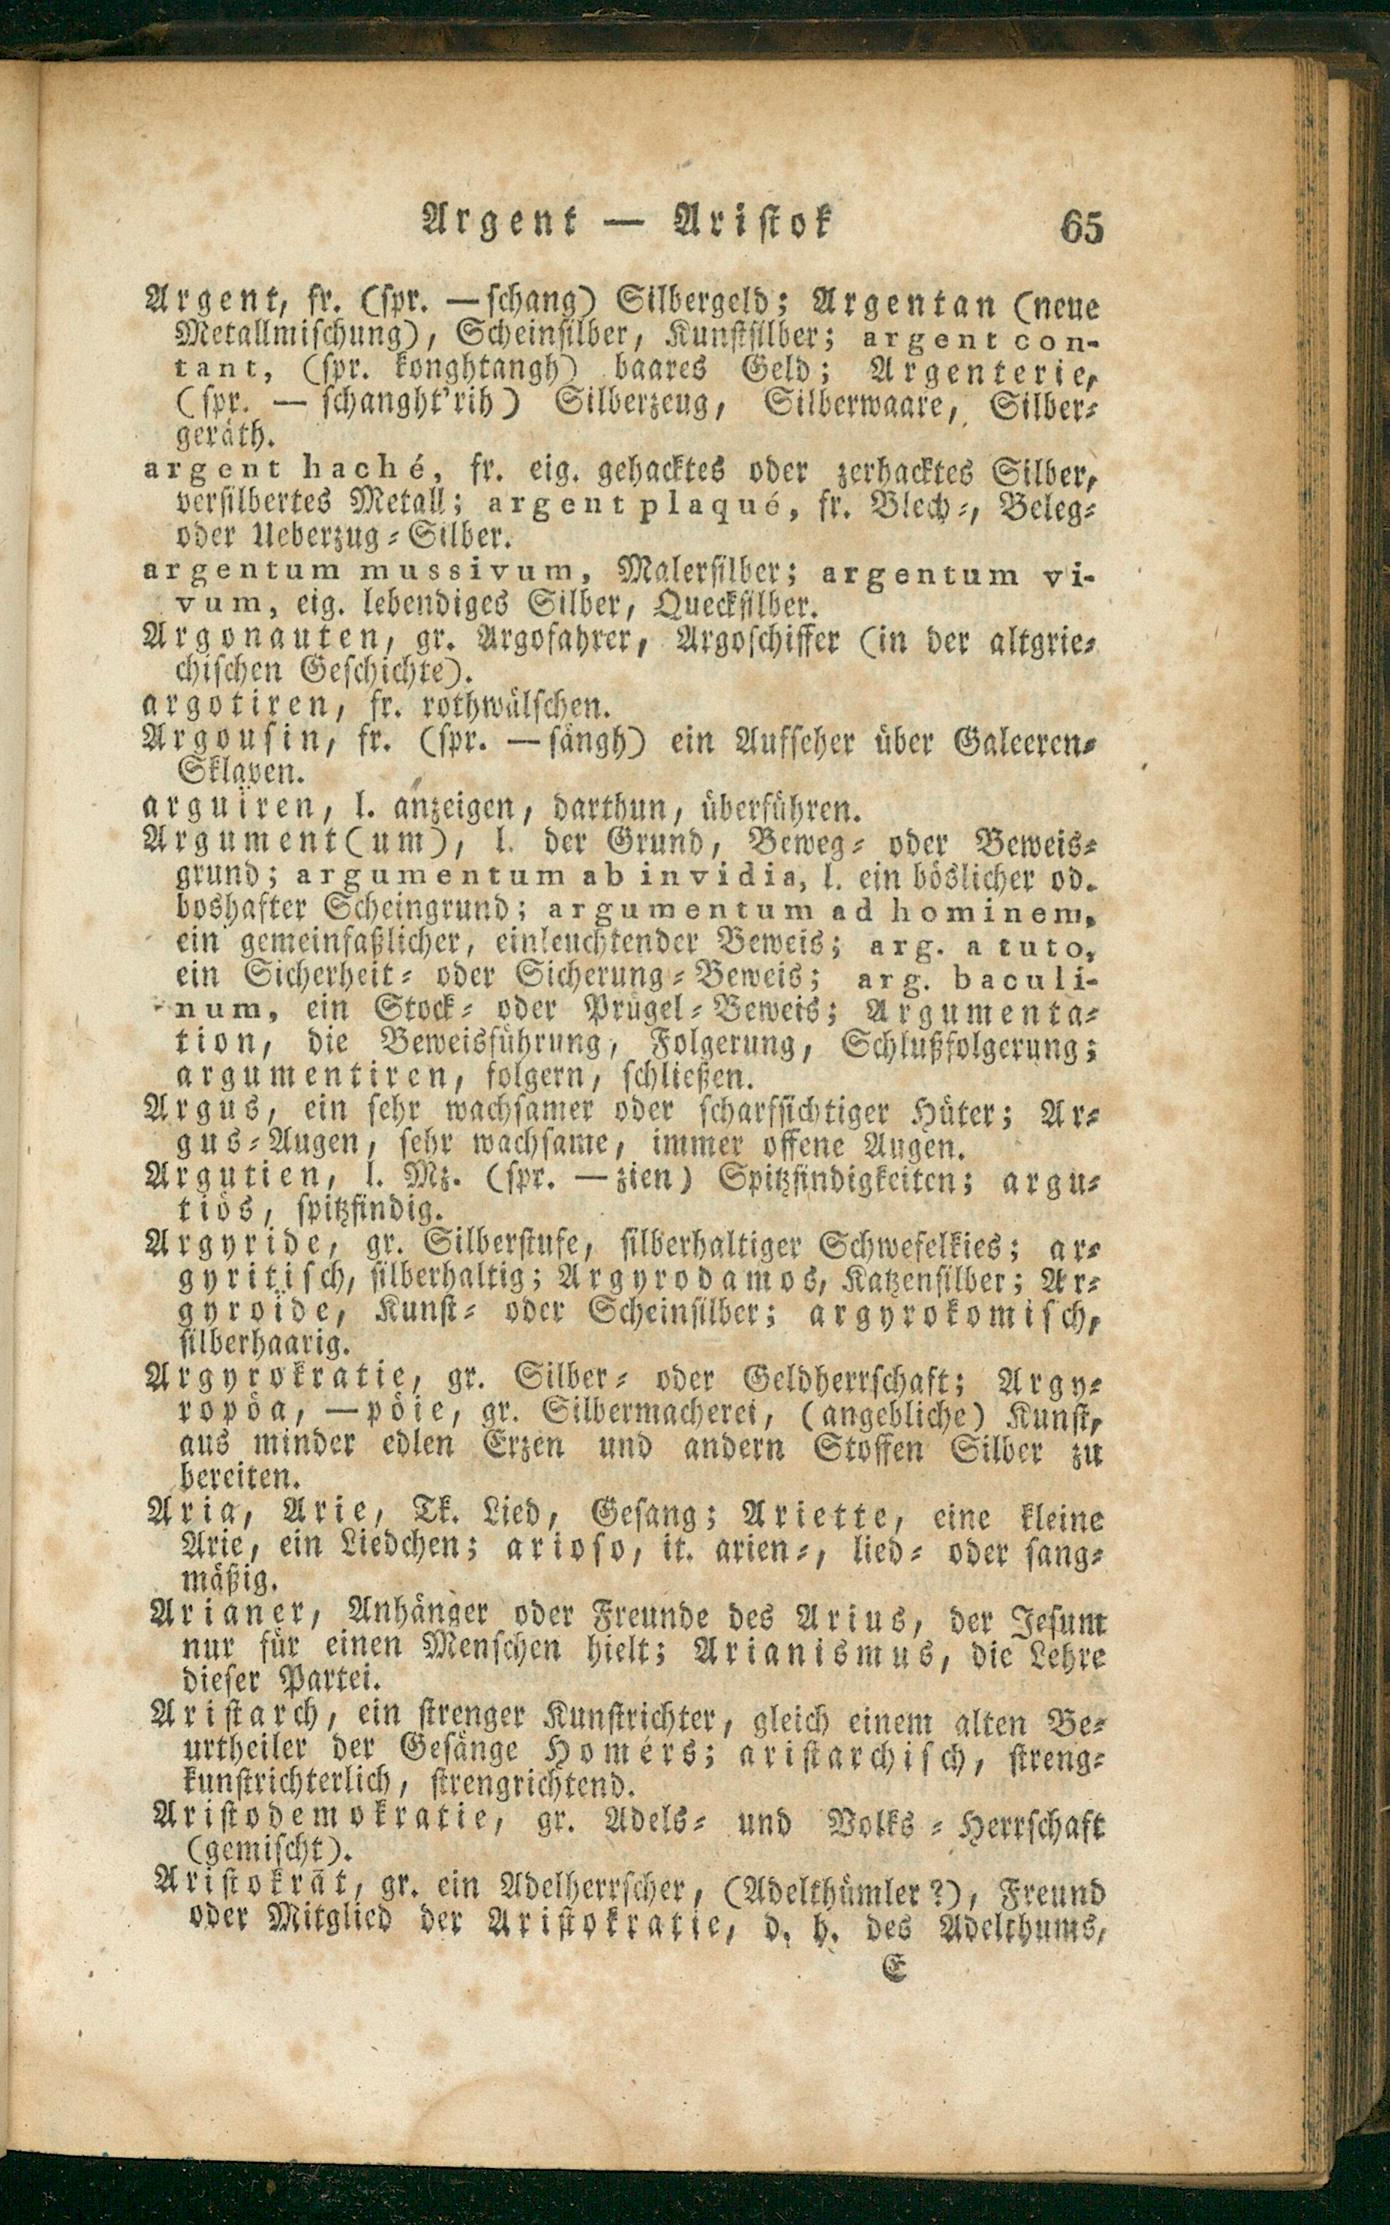 Argent — Aristok 65
Argent, fr. (spr. — schang) Silbergeld; Argentan (neue
Metallmischung), Scheinsilber, Kunstsilber; argent con-
tant, (spr. konghtangh) baares Geld; Argenterie,
(spr. — schanght'rih) Silberzeug, Silberwaare, Silber-
geräth.
argent haché, fr. eig. gehacktes oder zerhacktes Silber,
versilbertes Metall; argent plaqué, fr. Blech-, Beleg-
oder Ueberzug-Silber.
argentum mussivum, Malersilber; argentum vi-
vum, eig. lebendiges Silber, Quecksilber.
Argonauten, gr. Argofahrer, Argoschiffer (in der altgrie-
chischen Geschichte).
argotiren, fr. rothwälschen.
Argousin, fr. (spr. — sängh) ein Aufseher über Galeeren-
Sklaven.
arguïren, l. anzeigen, darthun, überführen.
Argument(um), l. der Grund, Beweg- oder Beweis-
grund; argumentum ab invidia, l. ein böslicher od.
boshafter Scheingrund; argumentum ad hominem,
ein gemeinfaßlicher, einleuchtender Beweis; arg. a tuto,
ein Sicherheit- oder Sicherung-Beweis; arg. baculi-
num, ein Stock- oder Prügel-Beweis; Argumenta-
tion, die Beweisführung, Folgerung, Schlußfolgerung;
argumentiren, folgern, schließen.
Argus, ein sehr wachsamer oder scharfsichtiger Hüter; Ar-
gus-Augen, sehr wachsame, immer offene Augen.
Argutien, l. Mz. (spr. — zien) Spitzfindigkeiten; argu-
tiös, spitzfindig.
Argyride, gr. Silberstufe, silberhaltiger Schwefelkies; ar-
gyritisch, silberhaltig; Argyrodamos, Katzensilber; Ar-
gyroïde, Kunst- oder Scheinsilber; argyrokomisch,
silberhaarig.
Argyrokratie, gr. Silber- oder Geldherrschaft; Argy-
ropöa, — pöie, gr. Silbermacherei, (angebliche) Kunst,
aus minder edlen Erzen und andern Stoffen Silber zu
bereiten.
Aria, Arie, Tk. Lied, Gesang; Ariette, eine kleine
Arie, ein Liedchen; arioso, it. arien-, lied- oder sang-
mäßig.
Arianer, Anhänger oder Freunde des Arius, der Jesum
nur für einen Menschen hielt; Arianismus, die Lehre
dieser Partei.
Aristarch, ein strenger Kunstrichter, gleich einem alten Be-
urtheiler der Gesänge Homérs; aristarchisch, streng-
kunstrichterlich, strengrichtend.
Aristodemokratie, gr. Adels- und Volks-Herrschaft
(gemischt).
Aristokrāt, gr. ein Adelherrscher, (Adelthümler?), Freund
oder Mitglied der Aristokratie, d. h. des Adelthums,
E